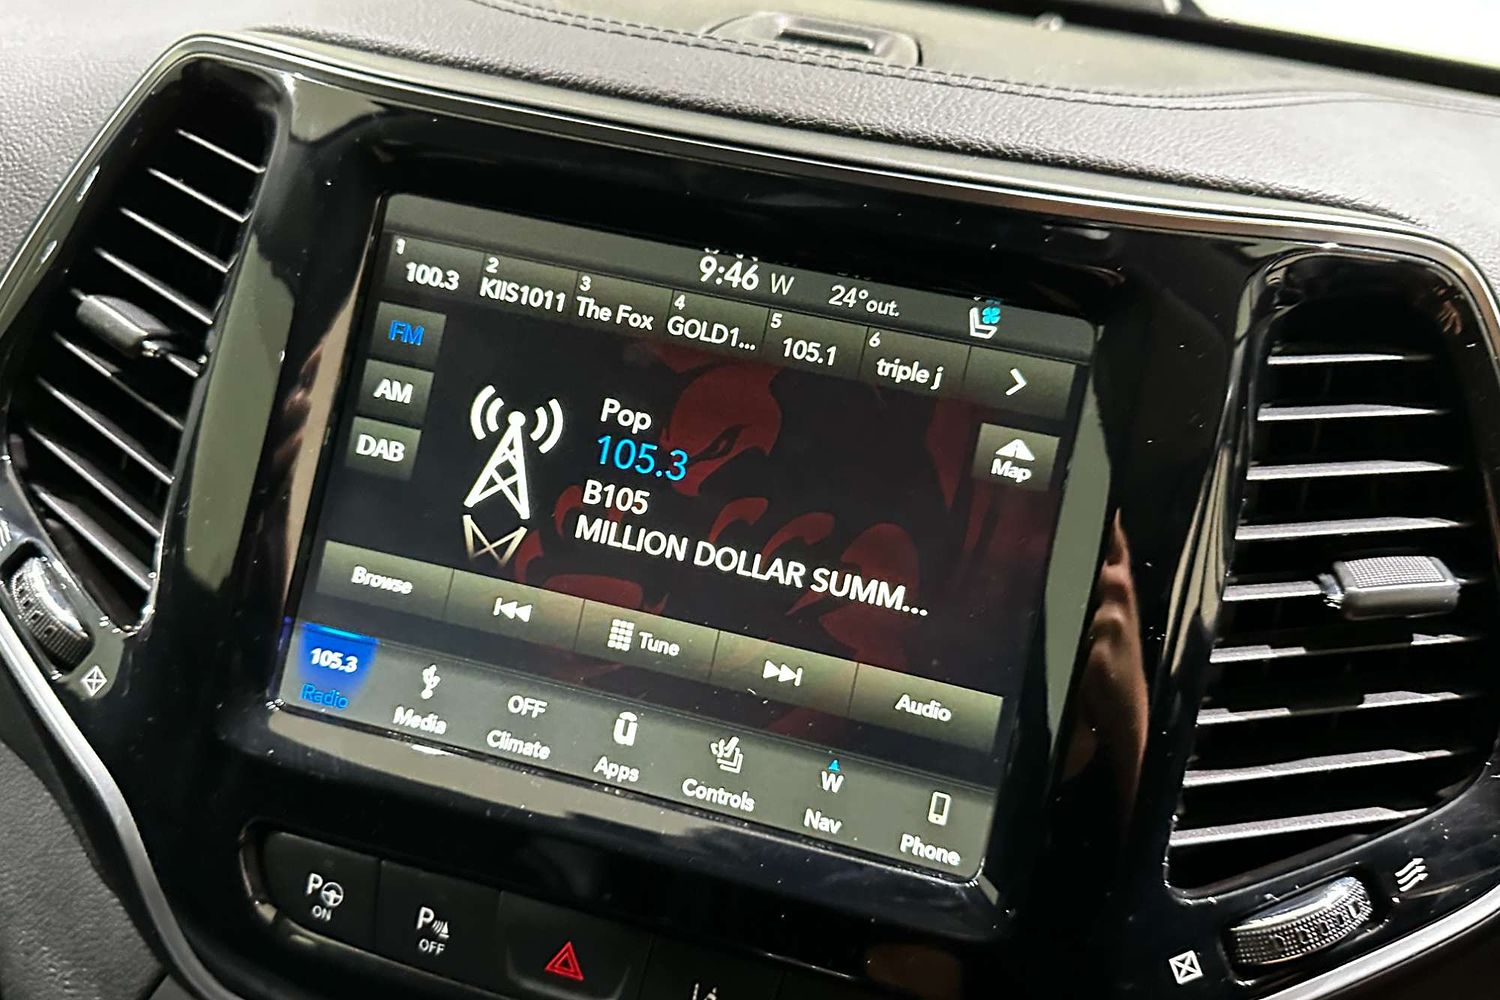 9:46 W 24°out.
1 100.3
2 KIIS1011
3 The Fox
4 GOLD1...
5 105.1
6 triple j
FM
AM
DAB
Pop
105.3
B105
MILLION DOLLAR SUMM...
Map
Browse
Tune
Audio
105.3
Radio
Media
OFF
Climate
Apps
Controls
W
Nav
Phone
P
ON
P
OFF